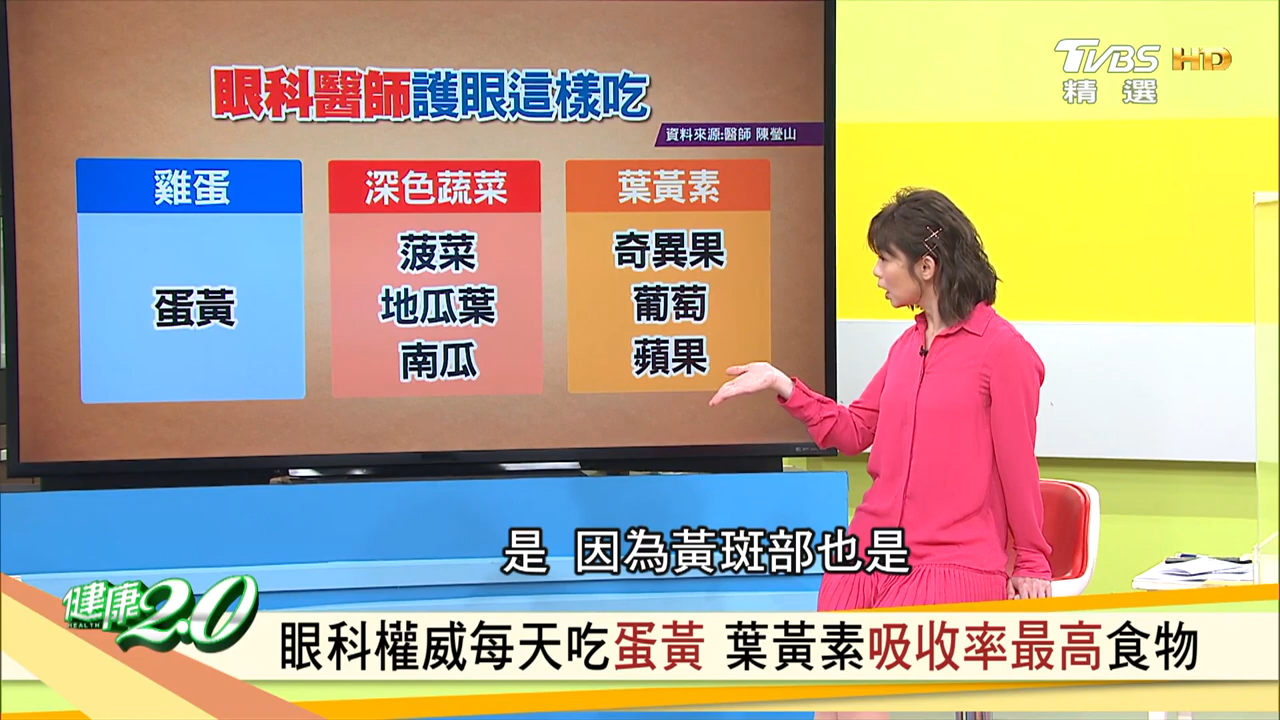 TVBS HD
精選
眼科醫師護眼這樣吃
資料來源:醫師 陳瑩山
雞蛋
蛋黃
深色蔬菜
菠菜
地瓜葉
南瓜
葉黃素
奇異果
葡萄
蘋果
是 因為黃斑部也是
健康2.0
HEALTH
眼科權威每天吃蛋黃 葉黃素吸收率最高食物